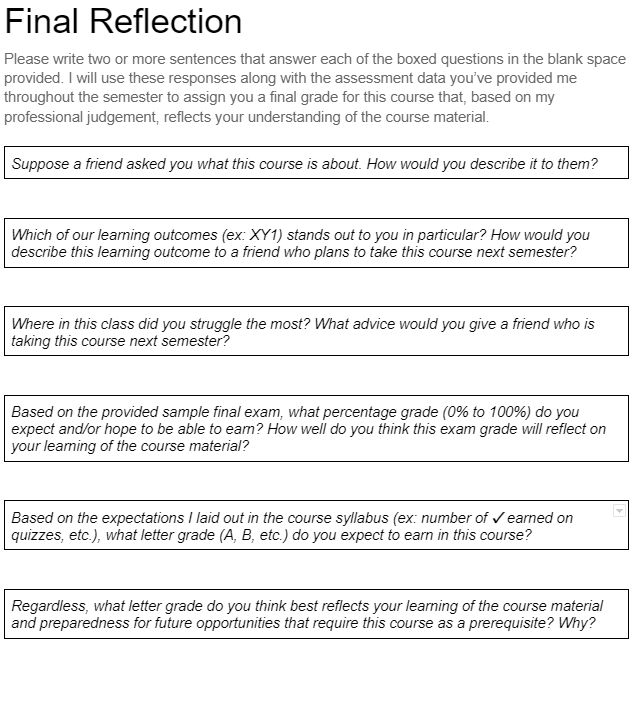 Final Reflection
Please write two or more sentences that answer each of the boxed questions in the blank space
provided. I will use these responses along with the assessment data you've provided me
throughout the semester to assign you a final grade for this course that, based on my
professional judgement, reflects your understanding of the course material.
Suppose a friend asked you what this course is about. How would you describe it to them?
Which of our learning outcomes (ex: XY1) stands out to you in particular? How would you
describe this learning outcome to a friend who plans to take this course next semester?
Where in this class did you struggle the most? What advice would you give a friend who is
taking this course next semester?
Based on the provided sample final exam, what percentage grade (0% to 100%) do you
expect and/or hope to be able to earn? How well do you think this exam grade will reflect on
your learning of the course material?
Based on the expectations I laid out in the course syllabus (ex: number of ✓ earned on
quizzes, etc.), what letter grade (A, B, etc.) do you expect to earn in this course?
Regardless, what letter grade do you think best reflects your learning of the course material
and preparedness for future opportunities that require this course as a prerequisite? Why?